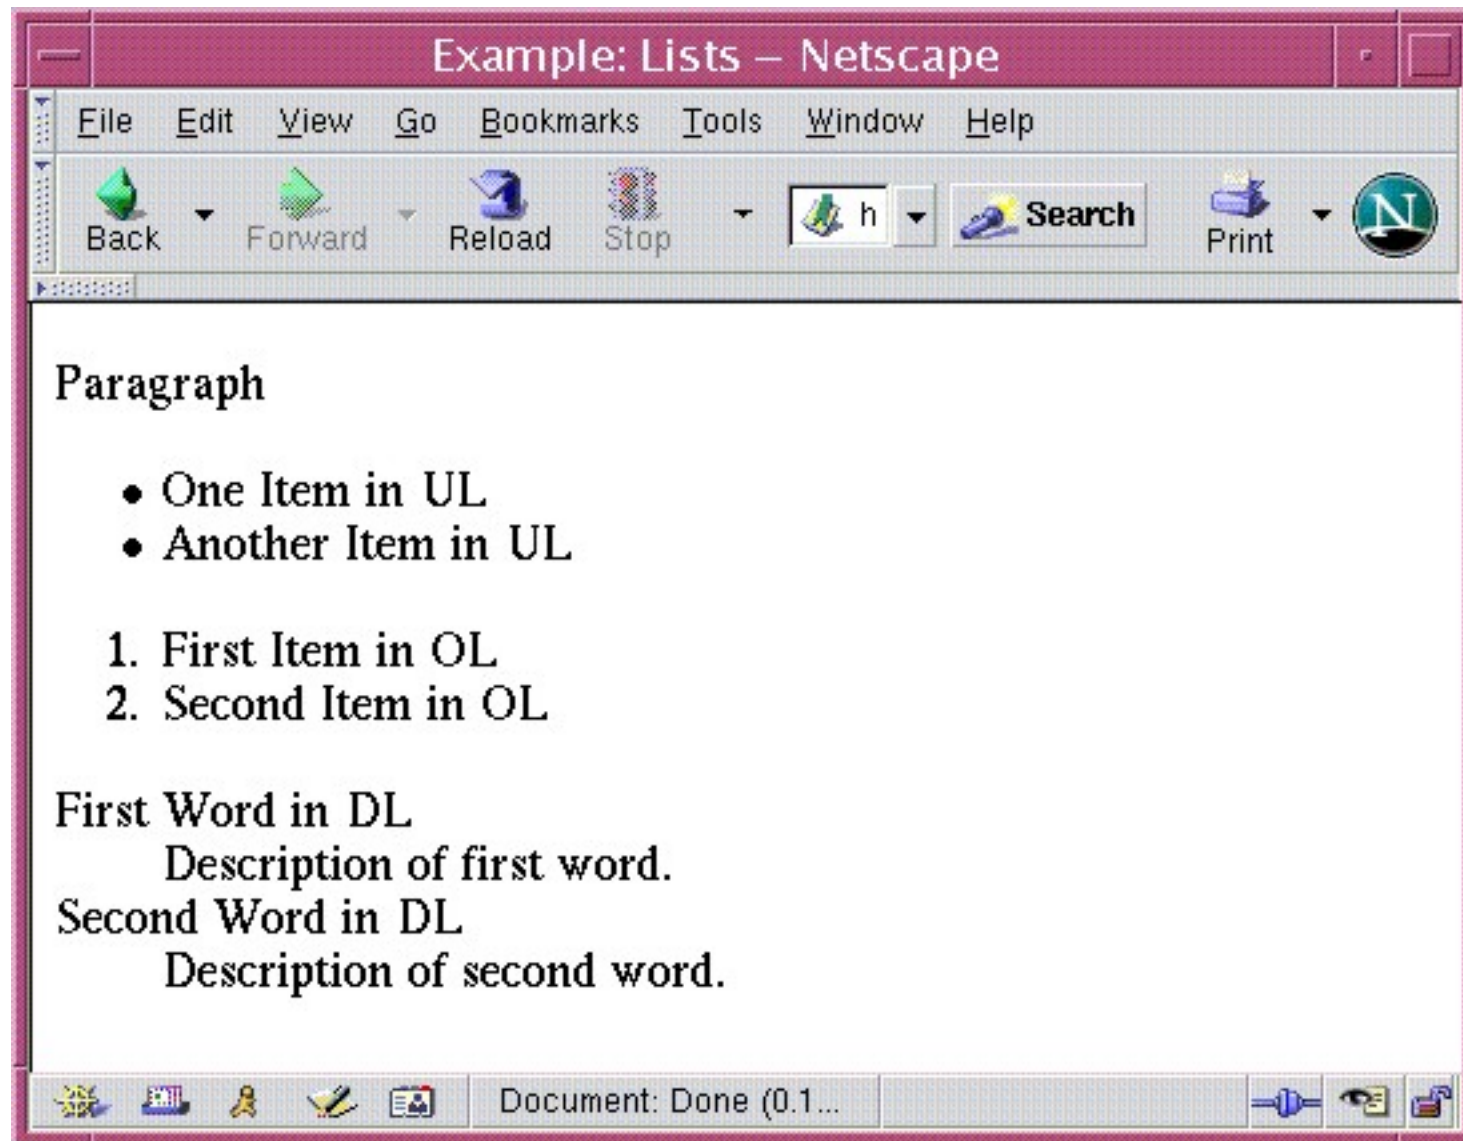 Example: Lists – Netscape
File Edit View Go Bookmarks Tools Window Help
Back Forward Reload Stop h Search Print N
Paragraph
• One Item in UL
• Another Item in UL
1. First Item in OL
2. Second Item in OL
First Word in DL
Description of first word.
Second Word in DL
Description of second word.
Document: Done (0.1...